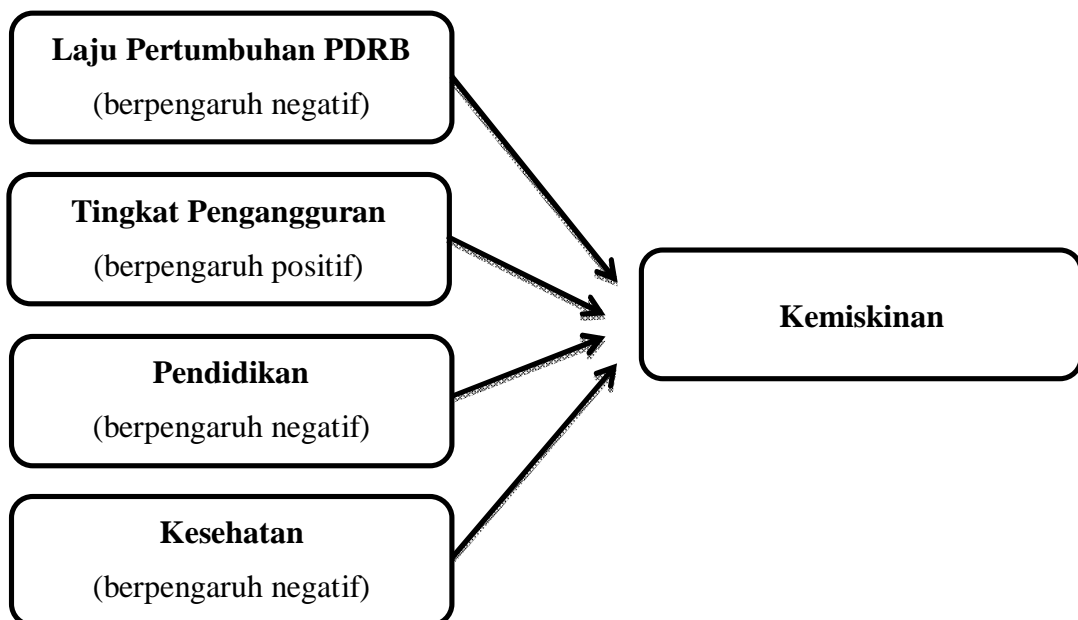 Laju Pertumbuhan PDRB
(berpengaruh negatif)
Tingkat Pengangguran
(berpengaruh positif)
Pendidikan
(berpengaruh negatif)
Kesehatan
(berpengaruh negatif)
Kemiskinan